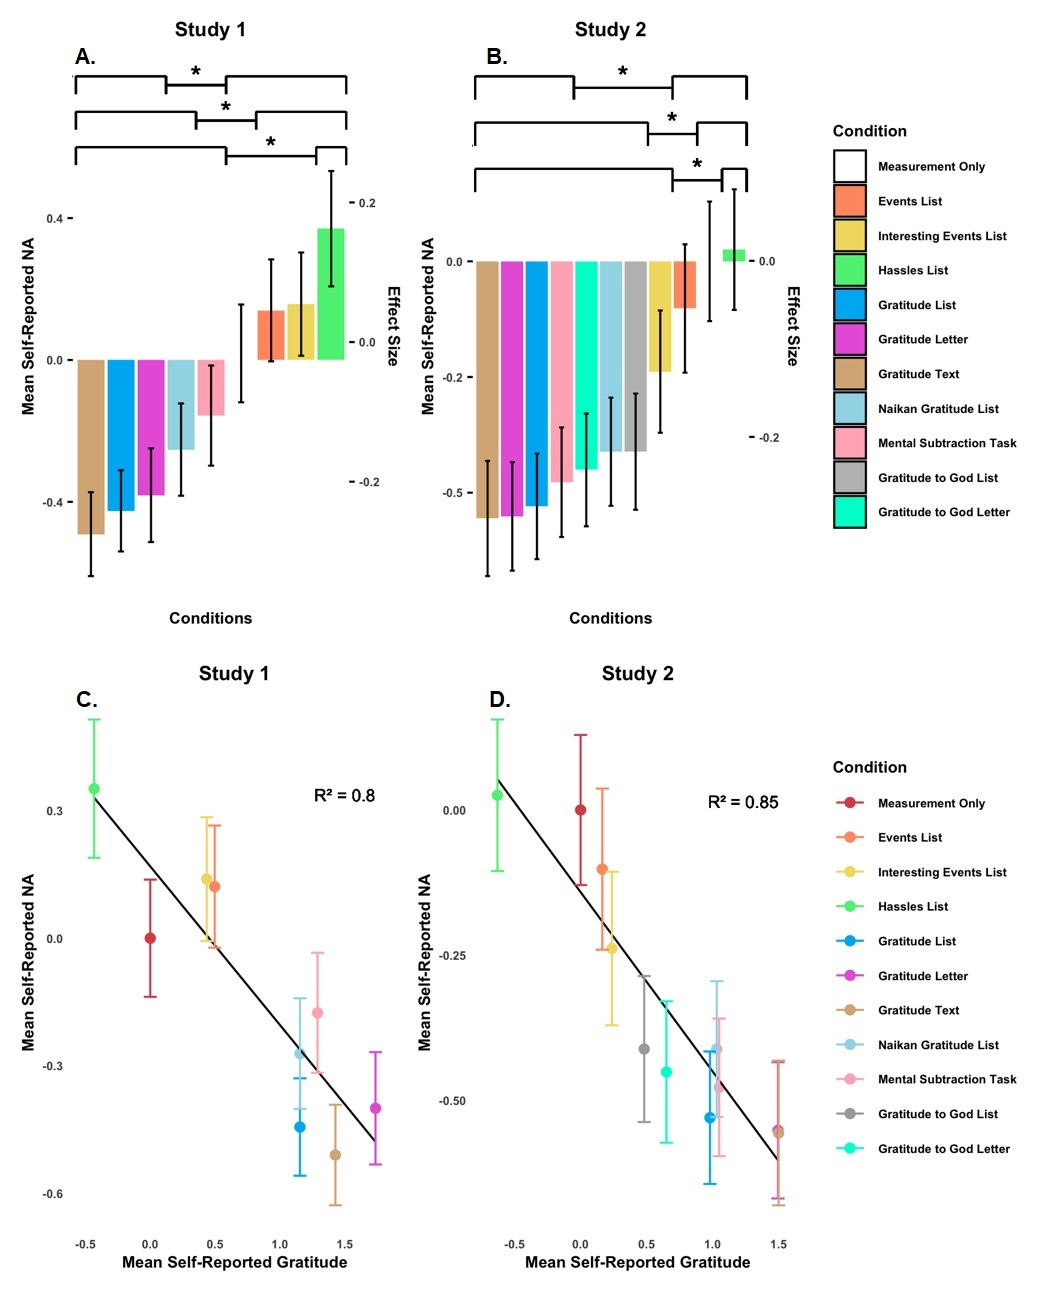 Study 1
Study 2
A.
B.
*
*
*
*
*
*
0.4
0.0
-0.4
Mean Self-Reported NA
0.2
0.0
-0.2
Effect Size
Conditions
0.0
-0.2
-0.5
Mean Self-Reported NA
0.0
-0.2
Effect Size
Conditions
Condition
Measurement Only
Events List
Interesting Events List
Hassles List
Gratitude List
Gratitude Letter
Gratitude Text
Naikan Gratitude List
Mental Subtraction Task
Gratitude to God List
Gratitude to God Letter
Study 1
Study 2
C.
D.
R² = 0.8
0.3
0.0
-0.3
-0.6
Mean Self-Reported NA
-0.5 0.0 0.5 1.0 1.5
Mean Self-Reported Gratitude
R² = 0.85
0.00
-0.25
-0.50
Mean Self-Reported NA
-0.5 0.0 0.5 1.0 1.5
Mean Self-Reported Gratitude
Condition
Measurement Only
Events List
Interesting Events List
Hassles List
Gratitude List
Gratitude Letter
Gratitude Text
Naikan Gratitude List
Mental Subtraction Task
Gratitude to God List
Gratitude to God Letter